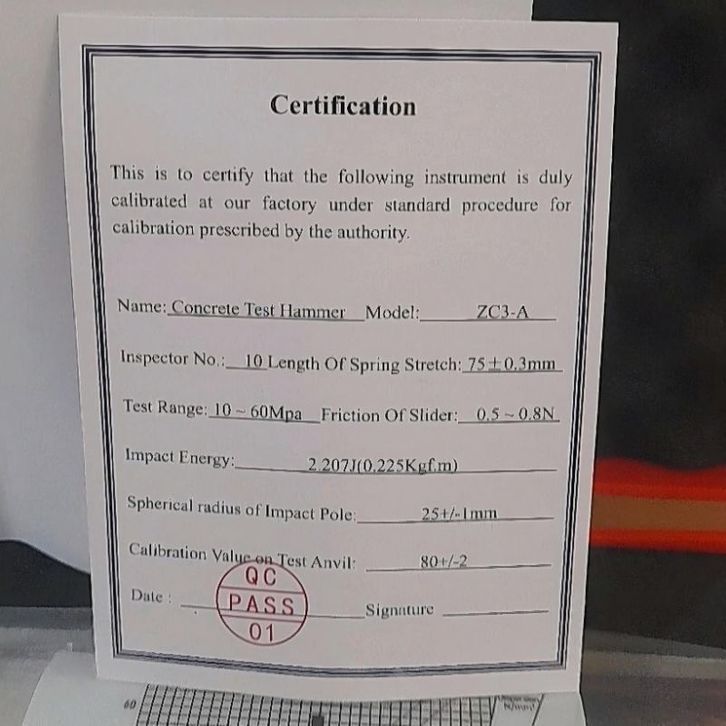 Certification
This is to certify that the following instrument is duly
calibrated at our factory under standard procedure for
calibration prescribed by the authority.
Name: Concrete Test Hammer Model: ZC3-A
Inspector No.: 10 Length Of Spring Stretch: 75±0.3mm
Test Range: 10~60Mpa Friction Of Slider: 0.5~0.8N
Impact Energy: 2.207J(0.225Kgf.m)
Spherical radius of Impact Pole: 25+/-1mm
Calibration Value on Test Anvil: 80+/-2
QC
Date : PASS Signature
01
60
N/mm²